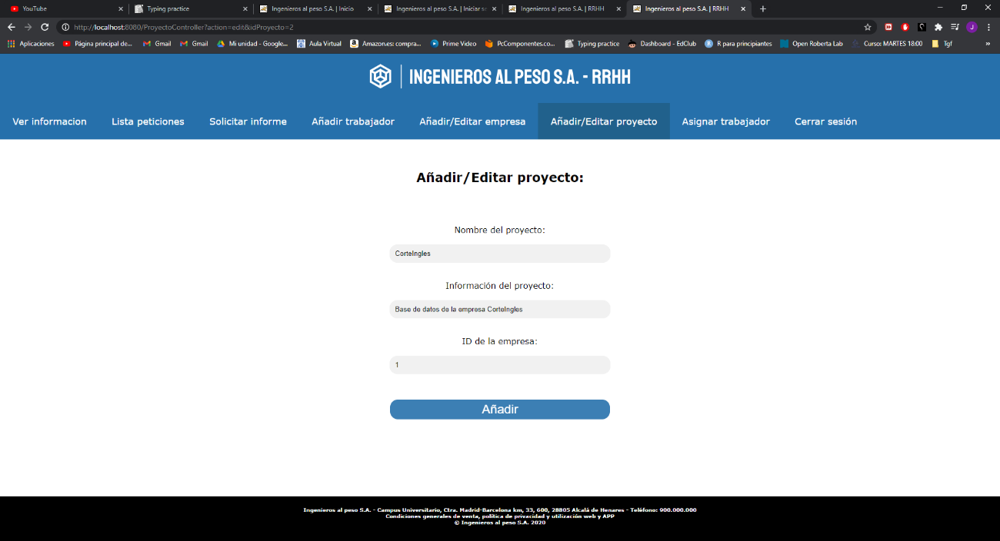 YouTube
Typing practice
Ingenieros al peso S.A. | Inicio
Ingenieros al peso S.A. | Iniciar se
Ingenieros al peso S.A. | RRHH
Ingenieros al peso S.A. | RRHH
http://localhost:8080/ProyectoController?action=edit&idProyecto=2
J
Aplicaciones
Página principal de...
Gmail
Gmail
Mi unidad - Google...
Aula Virtual
Amazon.es: compra...
Prime Video
PcComponentes.co...
Typing practice
Dashboard - EdClub
R para principiantes
Open Roberta Lab
Curso: MARTES 18:00
Tgf
»
INGENIEROS AL PESO S.A. - RRHH
Ver informacion
Lista peticiones
Solicitar informe
Añadir trabajador
Añadir/Editar empresa
Añadir/Editar proyecto
Asignar trabajador
Cerrar sesión
Añadir/Editar proyecto:
Nombre del proyecto:
CorteIngles
Información del proyecto:
Base de datos de la empresa CorteIngles
ID de la empresa:
1
Añadir
Ingenieros al peso S.A. - Campus Universitario, Ctra. Madrid-Barcelona km, 33, 600, 28805 Alcalá de Henares - Teléfono: 900.000.000
Condiciones generales de venta, política de privacidad y utilización web y APP
© Ingenieros al peso S.A. 2020